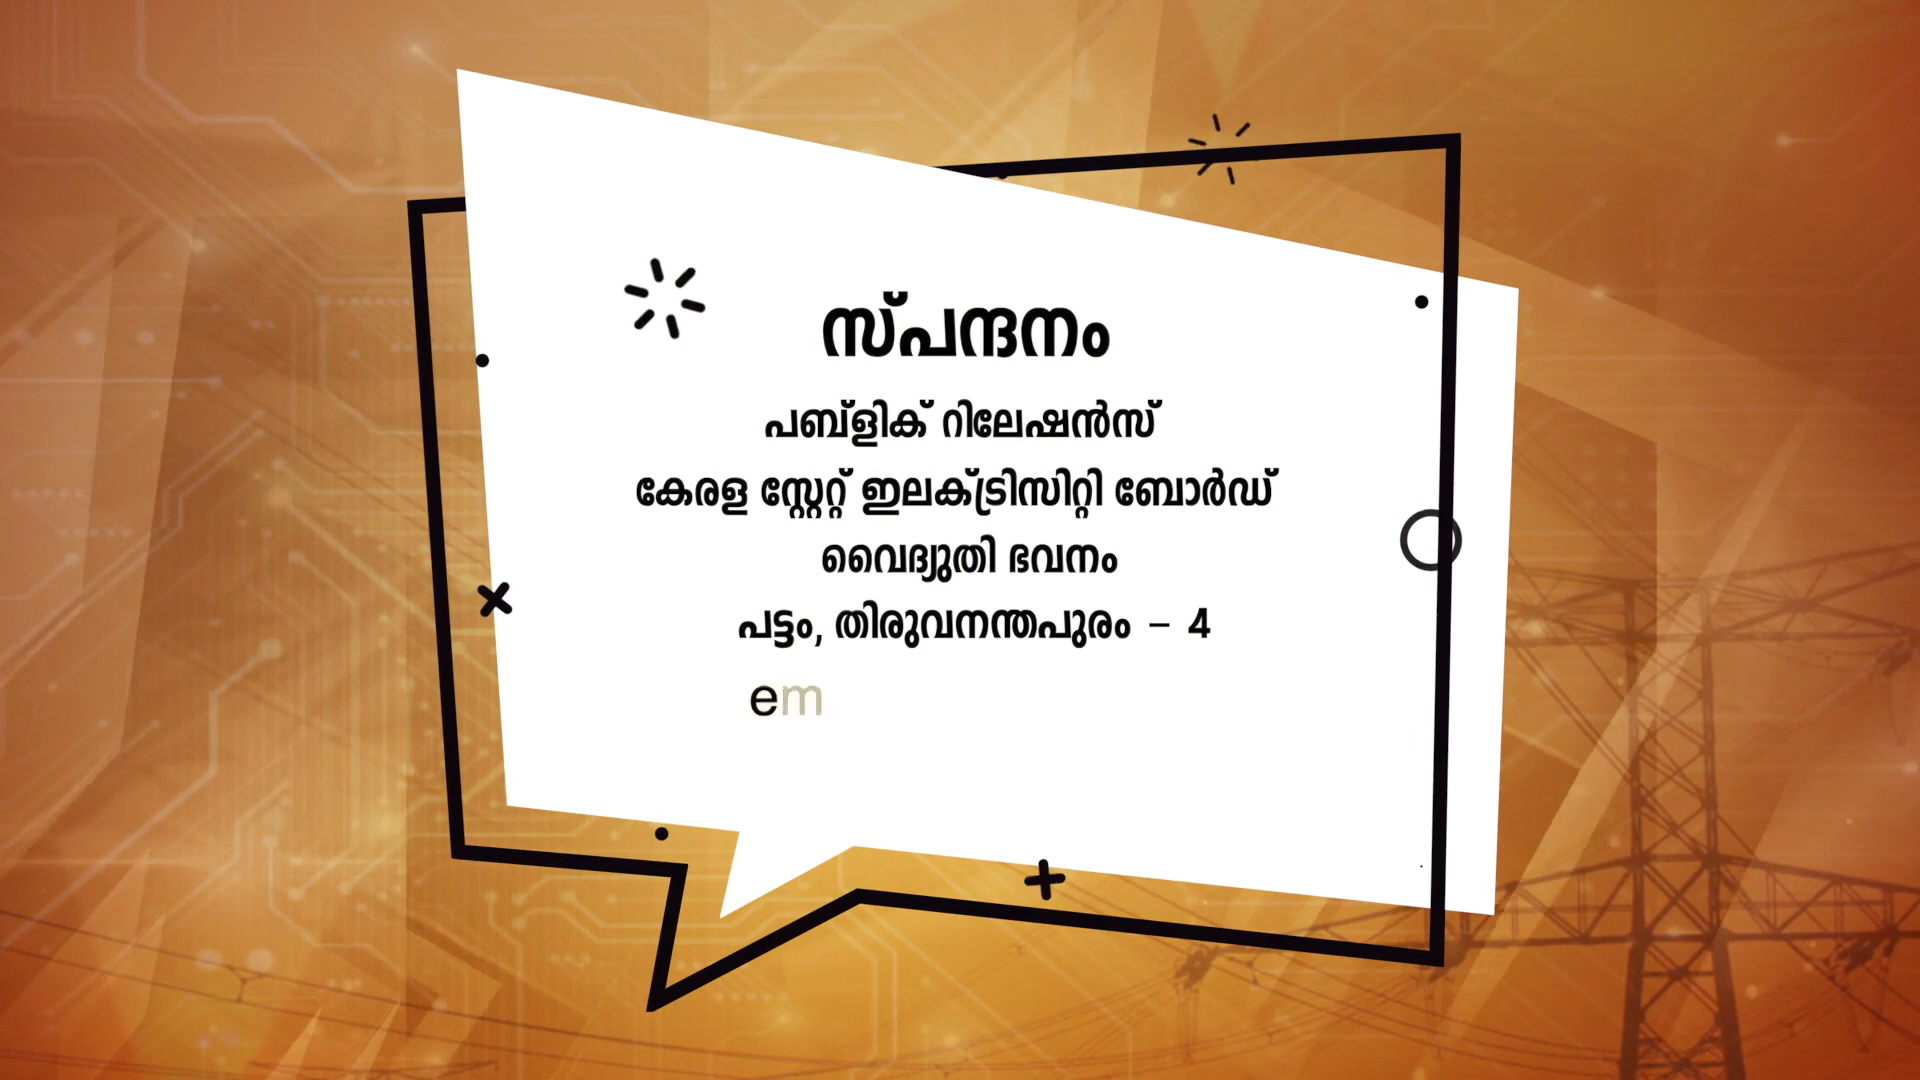 സ്പന്ദനം
പബ്ളിക് റിലേഷൻസ്
കേരള സ്റ്റേറ്റ് ഇലക്ട്രിസിറ്റി ബോർഡ്
വൈദ്യുതി ഭവനം
പട്ടം, തിരുവനന്തപുരം – 4
em